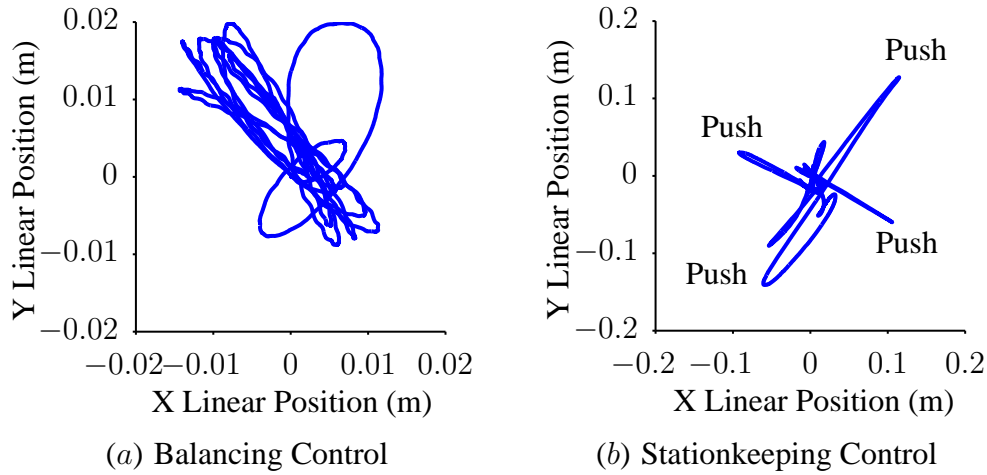 0.02
0.01
0
−0.01
−0.02
Y Linear Position (m)
−0.02 −0.01 0 0.01 0.02
X Linear Position (m)
(a) Balancing Control
0.2
0.1
0
−0.1
−0.2
Y Linear Position (m)
Push
Push
Push
Push
−0.2 −0.1 0 0.1 0.2
X Linear Position (m)
(b) Stationkeeping Control